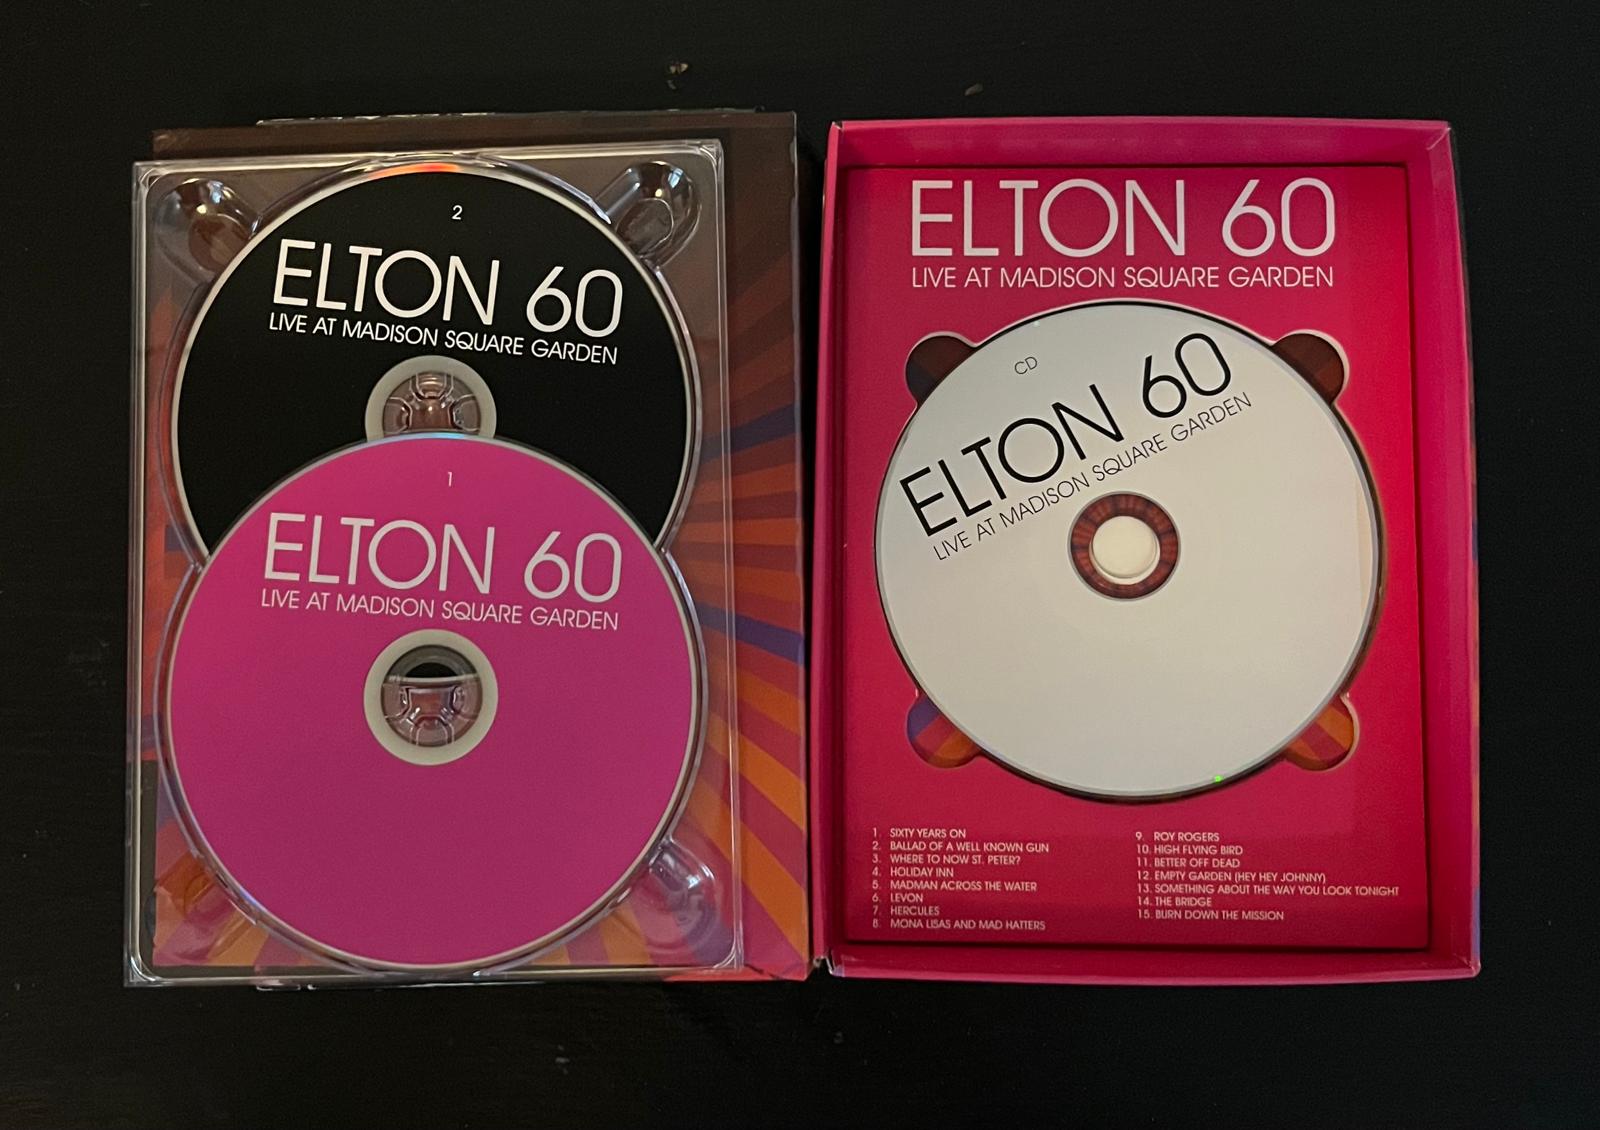 2
ELTON 60
LIVE AT MADISON SQUARE GARDEN
1
ELTON 60
LIVE AT MADISON SQUARE GARDEN
ELTON 60
LIVE AT MADISON SQUARE GARDEN
CD
ELTON 60
LIVE AT MADISON SQUARE GARDEN
1. SIXTY YEARS ON
2. BALLAD OF A WELL KNOWN GUN
3. WHERE TO NOW ST. PETER?
4. HOLIDAY INN
5. MADMAN ACROSS THE WATER
6. LEVON
7. HERCULES
8. MONA LISAS AND MAD HATTERS
9. ROY ROGERS
10. HIGH FLYING BIRD
11. BETTER OFF DEAD
12. EMPTY GARDEN (HEY HEY JOHNNY)
13. SOMETHING ABOUT THE WAY YOU LOOK TONIGHT
14. THE BRIDGE
15. BURN DOWN THE MISSION